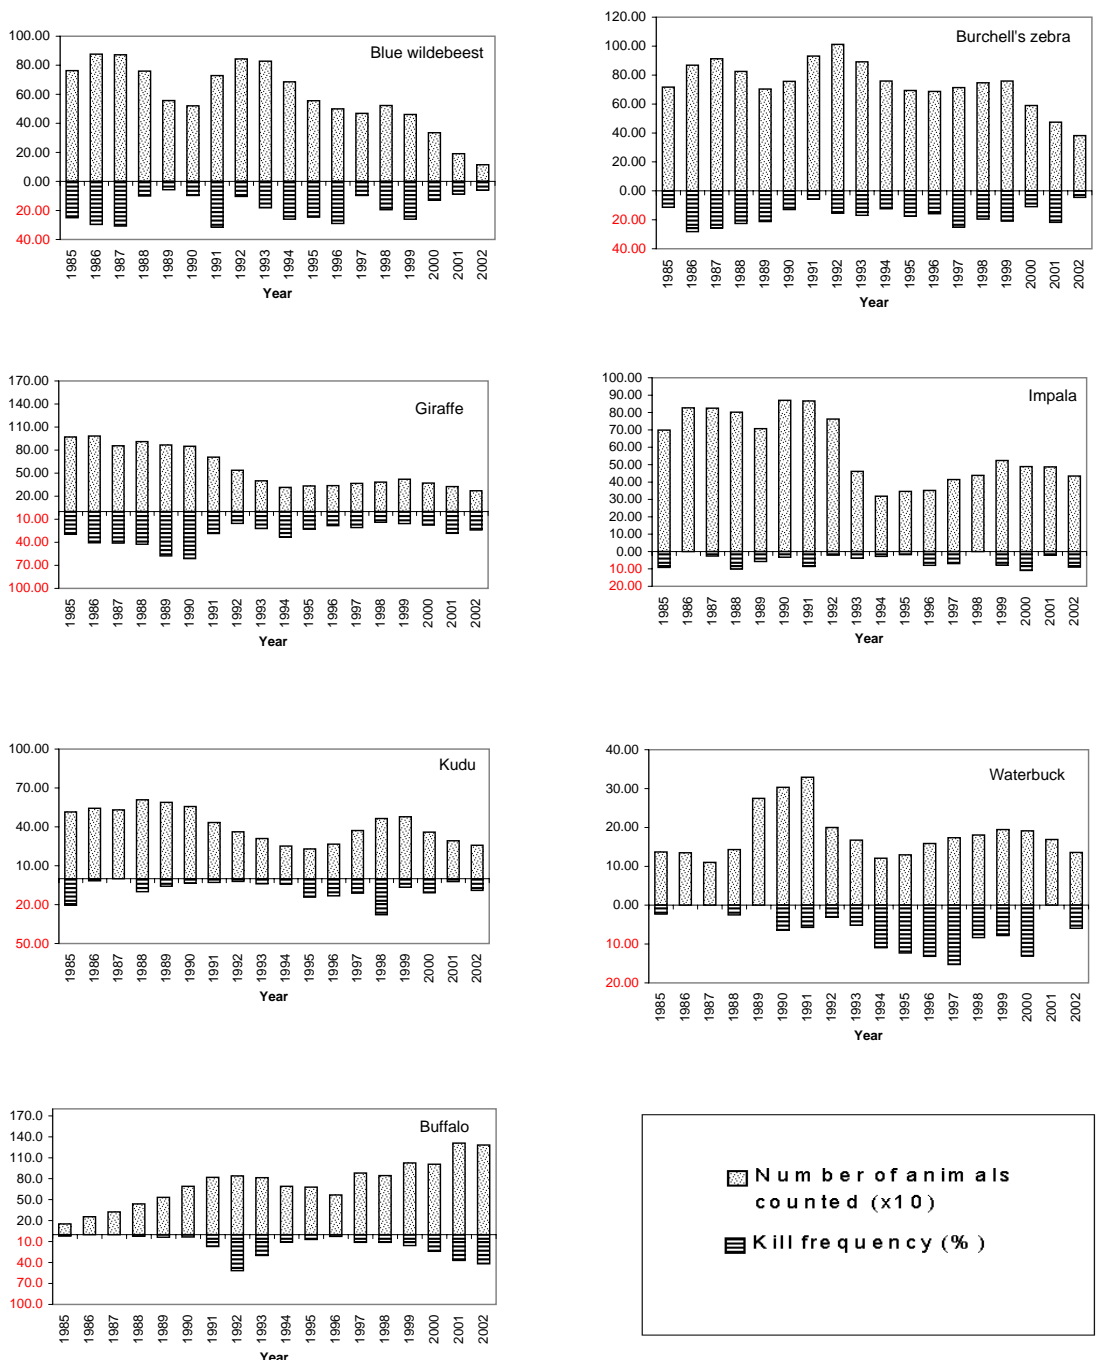 Blue wildebeest
100.00
80.00
60.00
40.00
20.00
0.00
20.00
40.00
1985 1986 1987 1988 1989 1990 1991 1992 1993 1994 1995 1996 1997 1998 1999 2000 2001 2002
Year
Burchell's zebra
120.00
100.00
80.00
60.00
40.00
20.00
0.00
20.00
40.00
1985 1986 1987 1988 1989 1990 1991 1992 1993 1994 1995 1996 1997 1998 1999 2000 2001 2002
Year
Giraffe
170.00
140.00
110.00
80.00
50.00
20.00
10.00
40.00
70.00
100.00
1985 1986 1987 1988 1989 1990 1991 1992 1993 1994 1995 1996 1997 1998 1999 2000 2001 2002
Year
Impala
100.00
90.00
80.00
70.00
60.00
50.00
40.00
30.00
20.00
10.00
0.00
10.00
20.00
1985 1986 1987 1988 1989 1990 1991 1992 1993 1994 1995 1996 1997 1998 1999 2000 2001 2002
Year
Kudu
100.00
70.00
40.00
10.00
20.00
50.00
1985 1986 1987 1988 1989 1990 1991 1992 1993 1994 1995 1996 1997 1998 1999 2000 2001 2002
Year
Waterbuck
40.00
30.00
20.00
10.00
0.00
10.00
20.00
1985 1986 1987 1988 1989 1990 1991 1992 1993 1994 1995 1996 1997 1998 1999 2000 2001 2002
Year
Buffalo
170.0
140.0
110.0
80.0
50.0
20.0
10.0
40.0
70.0
100.0
1985 1986 1987 1988 1989 1990 1991 1992 1993 1994 1995 1996 1997 1998 1999 2000 2001 2002
Year
Number of animals
counted (x10)
Kill frequency (%)